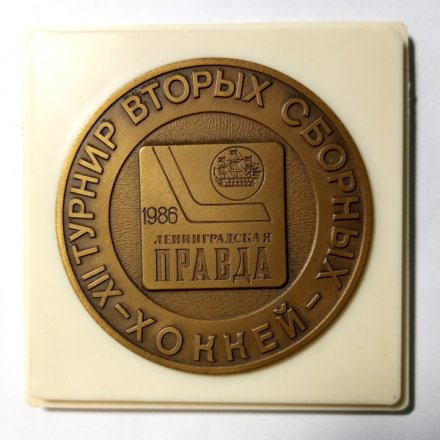 XII ТУРНИР ВТОРЫХ СБОРНЫХ
-ХОККЕЙ-
1986
ЛЕНИНГРАДСКАЯ
ПРАВДА